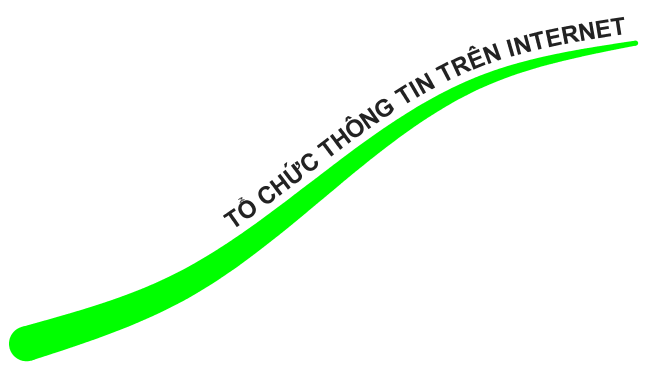 TỔ CHỨC THÔNG TIN TRÊN INTERNET